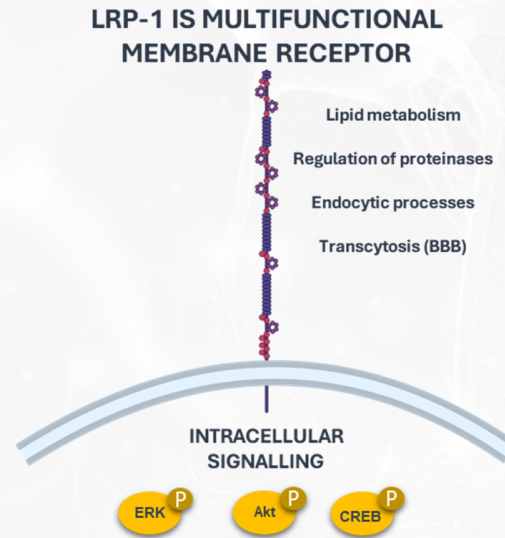 LRP-1 IS MULTIFUNCTIONAL
MEMBRANE RECEPTOR
Lipid metabolism
Regulation of proteinases
Endocytic processes
Transcytosis (BBB)
INTRACELLULAR
SIGNALLING
P
P
P
ERK
Akt
CREB